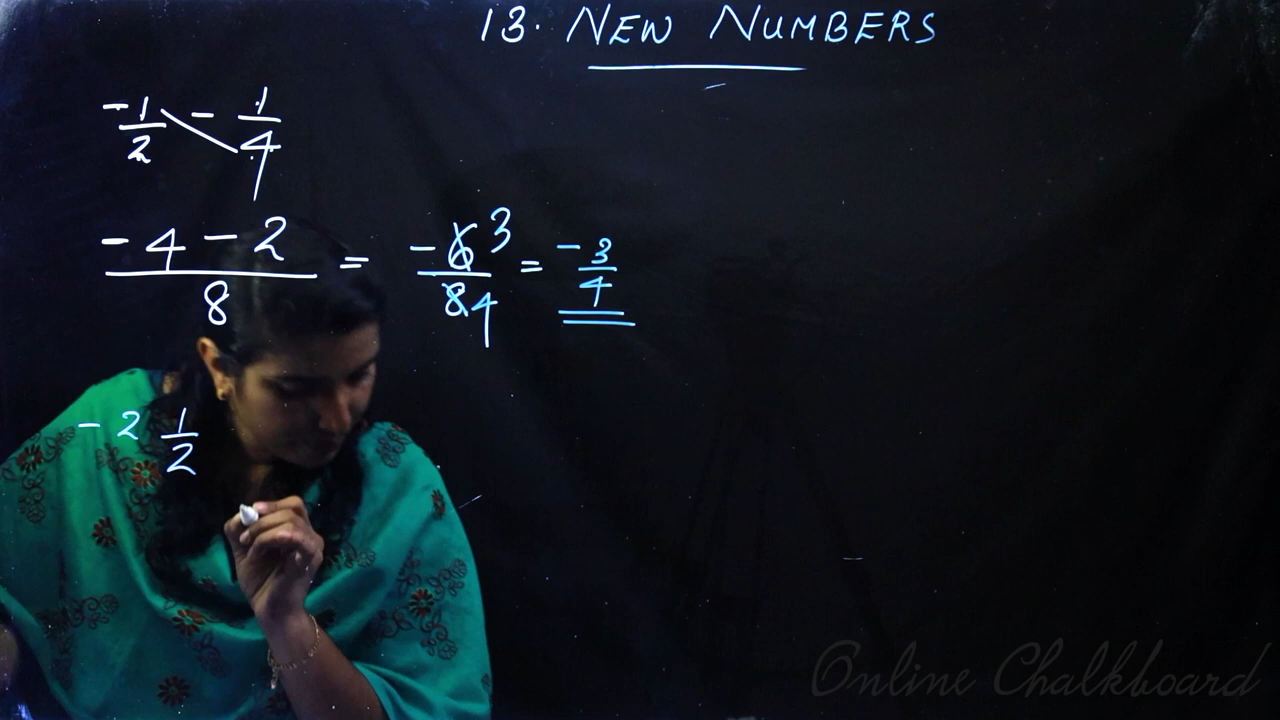 13. NEW NUMBERS
-1/2 - 1/4
(-4 - 2)/8 = -6 3/8 4 = -3/4
-2 1/2
Online Chalkboard